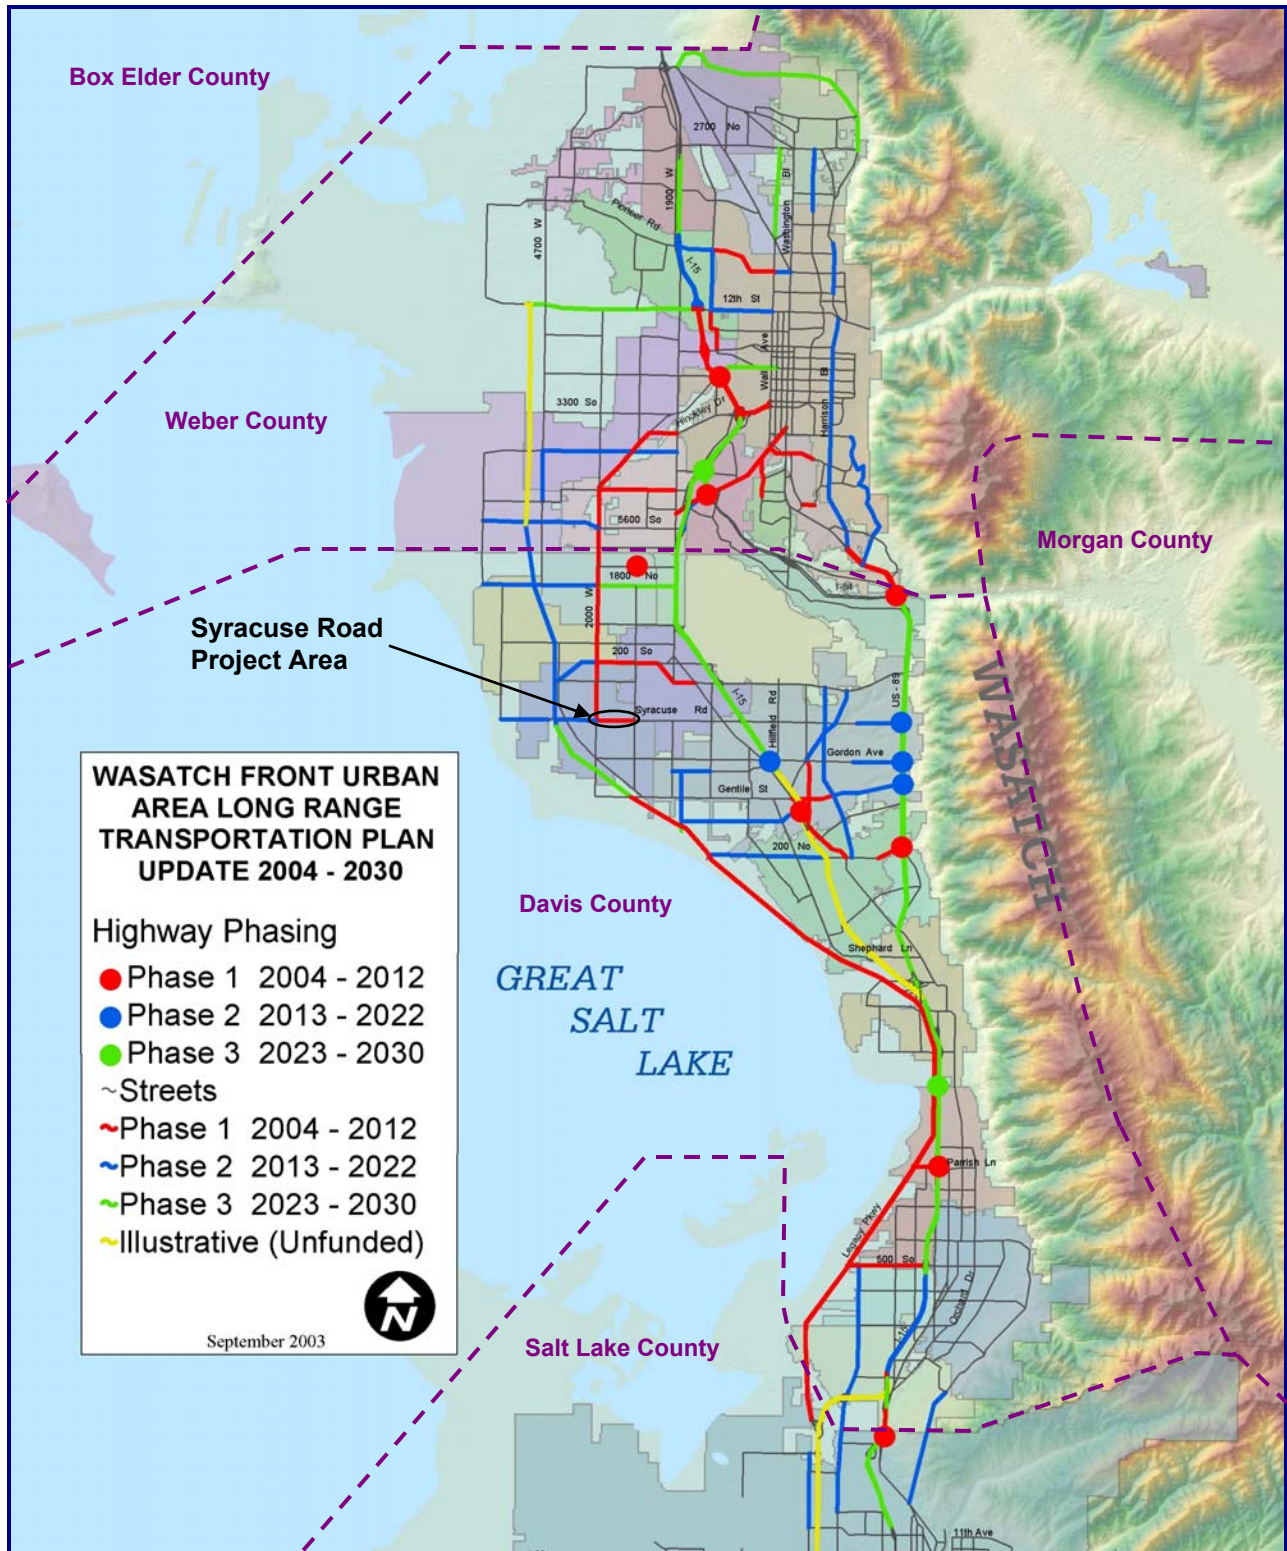 Box Elder County
2700 No
1900 W
Washington Bl
Pioneer Rd
4700 W
I-15
12th St
Wall Ave
3300 So
Hinckley Dr
Harrison Bl
Weber County
5600 So
Morgan County
1800 No
I-84
2000 W
Syracuse Road
Project Area
200 So
WASATCH
US - 89
I-15
Hillfield Rd
Syracuse Rd
Gordon Ave
Gentile St
200 No
WASATCH FRONT URBAN
AREA LONG RANGE
TRANSPORTATION PLAN
UPDATE 2004 - 2030
Highway Phasing
Phase 1 2004 - 2012
Phase 2 2013 - 2022
Phase 3 2023 - 2030
Streets
Phase 1 2004 - 2012
Phase 2 2013 - 2022
Phase 3 2023 - 2030
Illustrative (Unfunded)
N
September 2003
Davis County
Shephard Ln
GREAT
SALT
LAKE
Parrish Ln
Legacy Pkwy
500 So
Orchard Dr
I-15
Salt Lake County
11th Ave